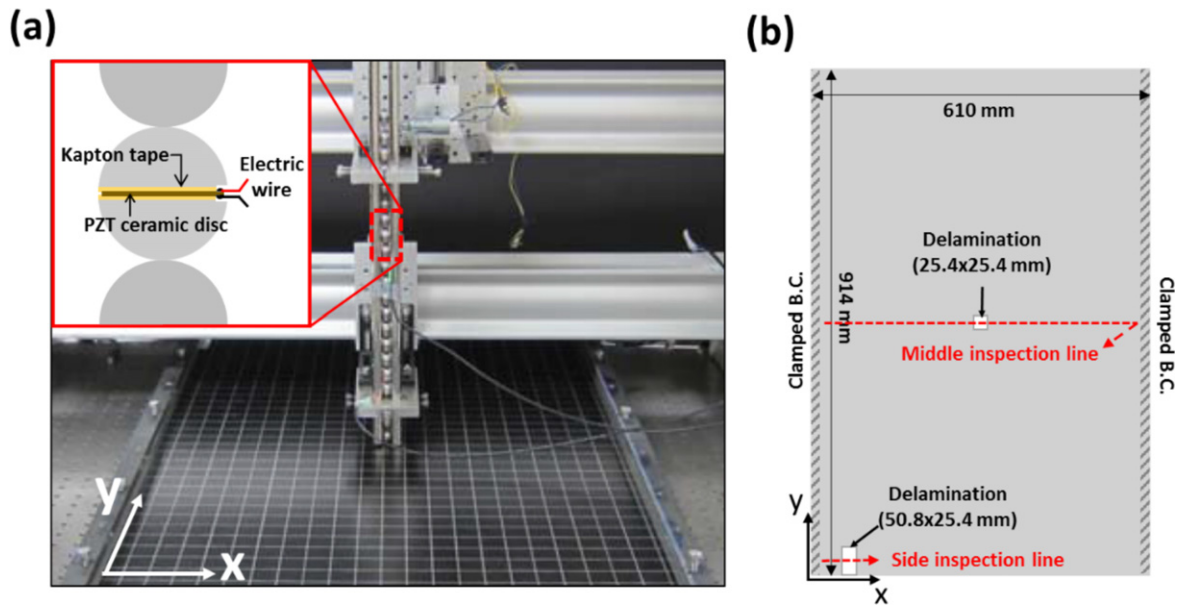 (a)
Kapton tape
Electric
wire
PZT ceramic disc
y
x
(b)
610 mm
914 mm
Clamped B.C.
Clamped B.C.
Delamination
(25.4x25.4 mm)
Middle inspection line
Delamination
(50.8x25.4 mm)
Side inspection line
y
x